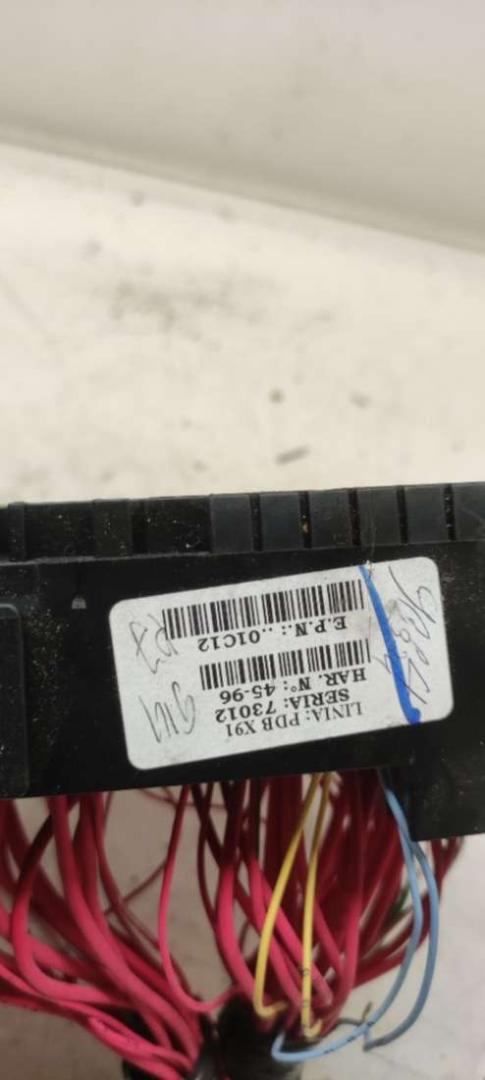 LINIA: PDB X91
SERIA: 73012
HAR. N°: 45-96
E.P.N: ..01C12